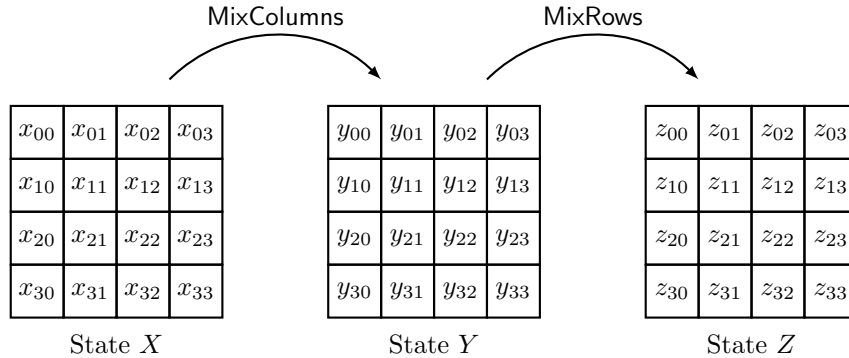 MixColumns MixRows
x₀₀ x₀₁ x₀₂ x₀₃ y₀₀ y₀₁ y₀₂ y₀₃ z₀₀ z₀₁ z₀₂ z₀₃
x₁₀ x₁₁ x₁₂ x₁₃ y₁₀ y₁₁ y₁₂ y₁₃ z₁₀ z₁₁ z₁₂ z₁₃
x₂₀ x₂₁ x₂₂ x₂₃ y₂₀ y₂₁ y₂₂ y₂₃ z₂₀ z₂₁ z₂₂ z₂₃
x₃₀ x₃₁ x₃₂ x₃₃ y₃₀ y₃₁ y₃₂ y₃₃ z₃₀ z₃₁ z₃₂ z₃₃
State X State Y State Z